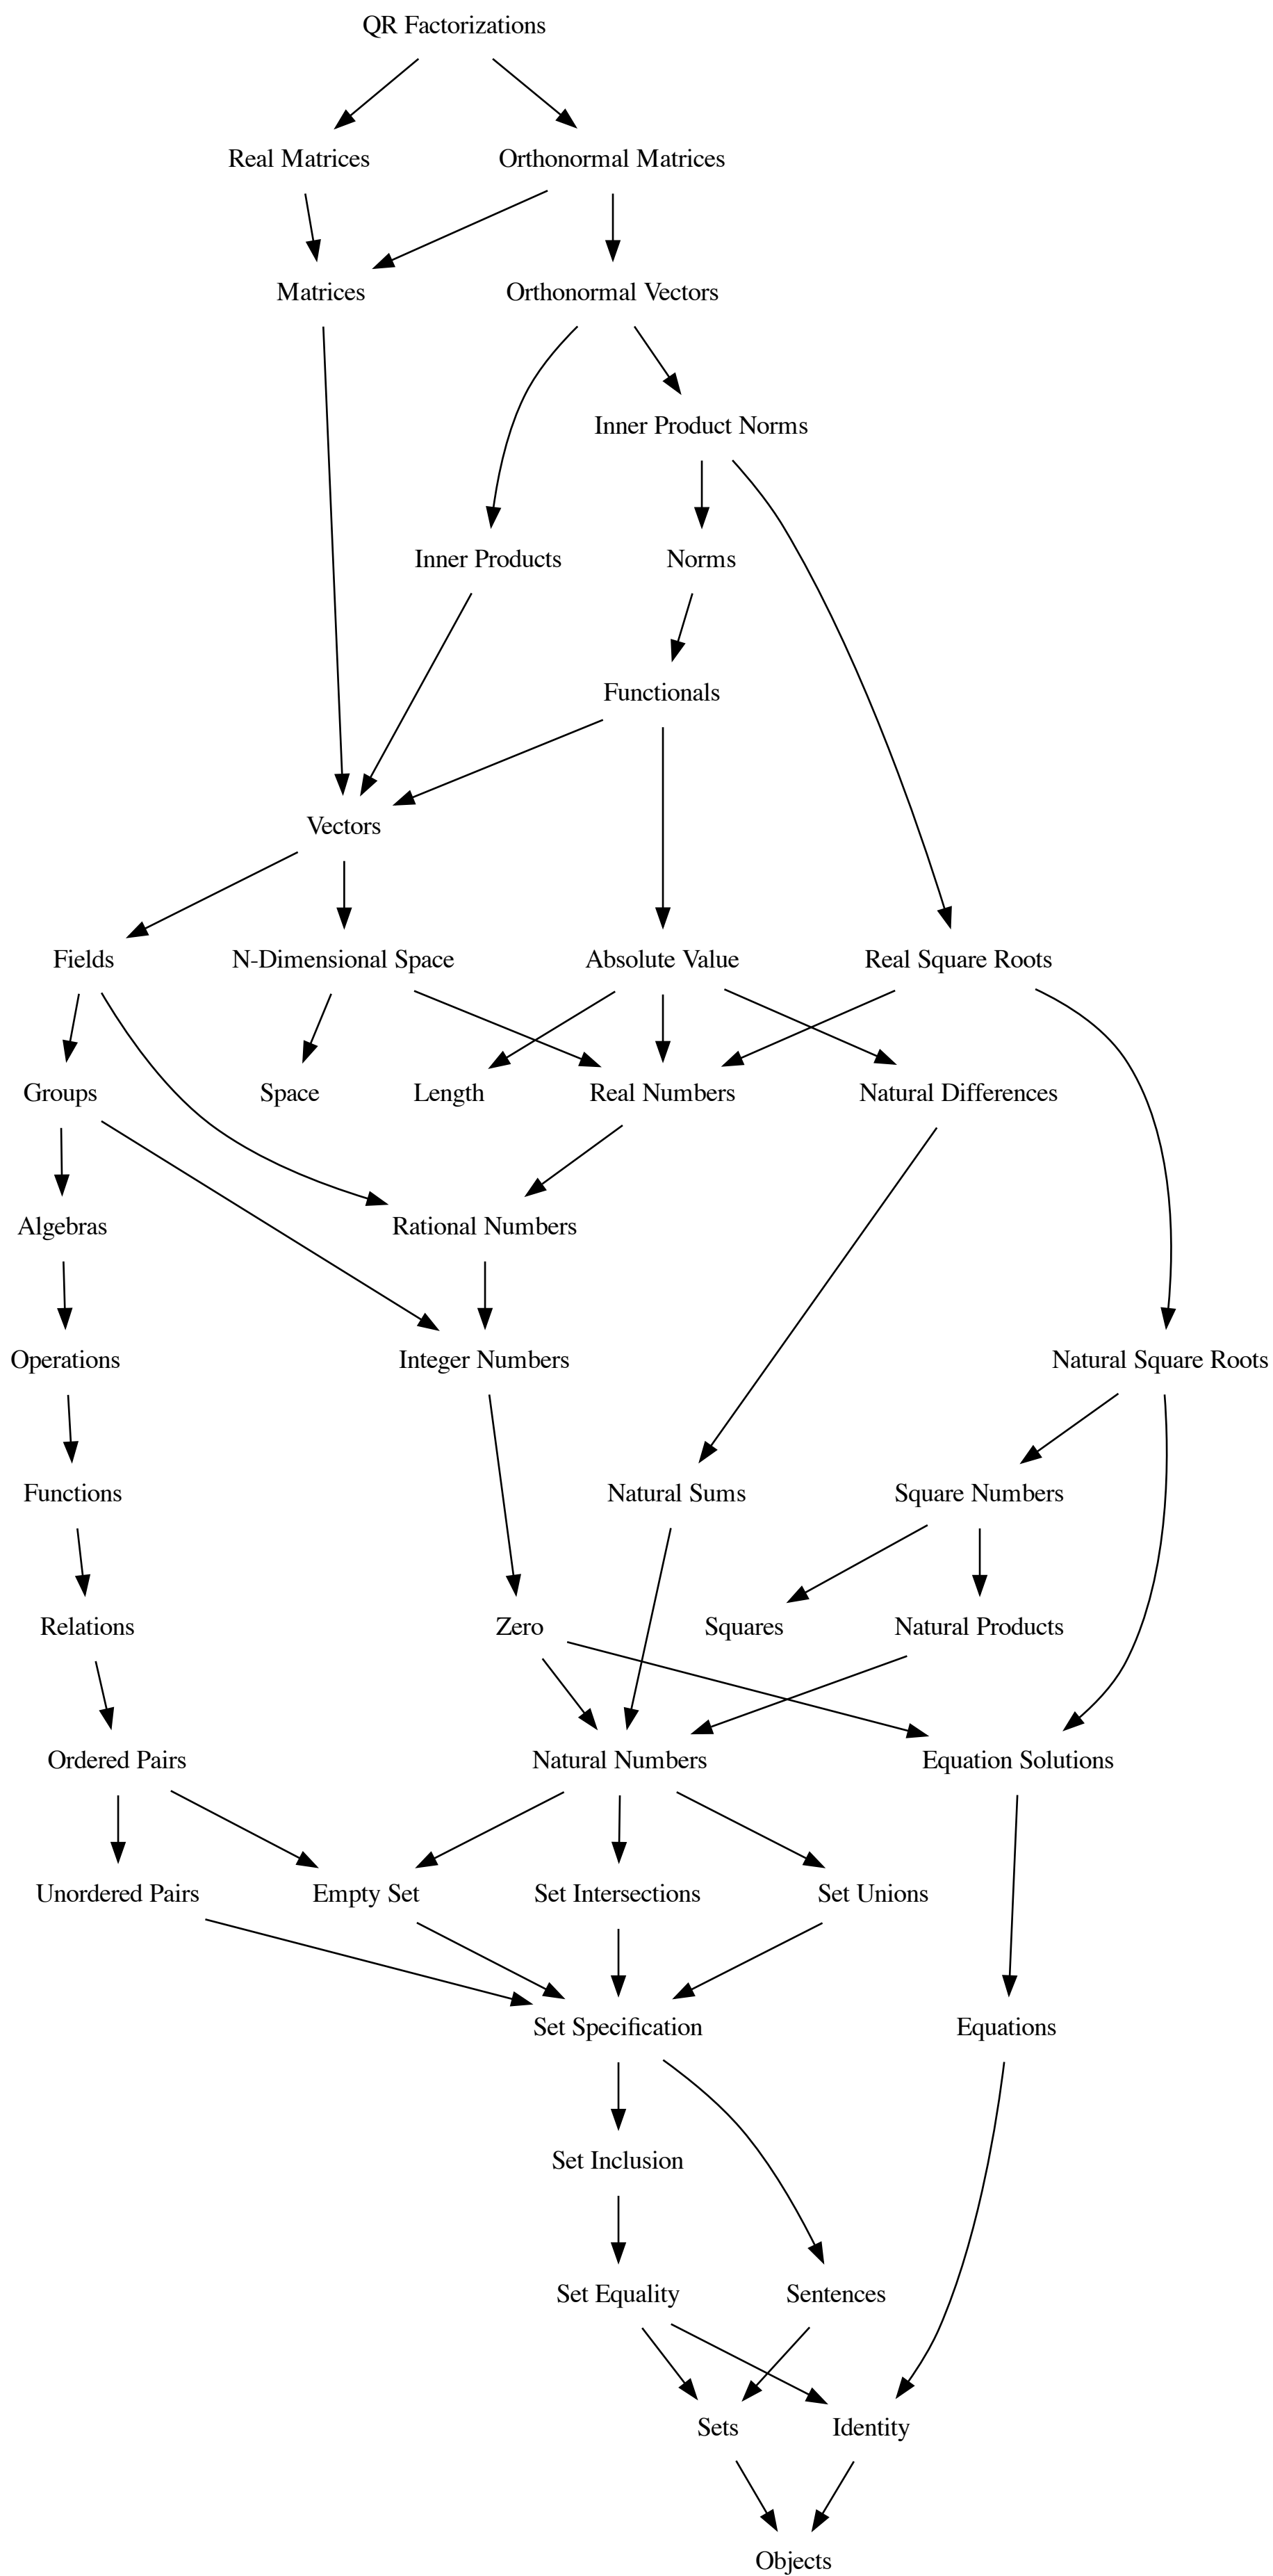 QR Factorizations
Real Matrices
Orthonormal Matrices
Matrices
Orthonormal Vectors
Inner Product Norms
Inner Products
Norms
Functionals
Vectors
Fields
N-Dimensional Space
Absolute Value
Real Square Roots
Groups
Space
Length
Real Numbers
Natural Differences
Algebras
Rational Numbers
Operations
Integer Numbers
Natural Square Roots
Functions
Natural Sums
Square Numbers
Relations
Zero
Squares
Natural Products
Ordered Pairs
Natural Numbers
Equation Solutions
Unordered Pairs
Empty Set
Set Intersections
Set Unions
Set Specification
Equations
Set Inclusion
Set Equality
Sentences
Sets
Identity
Objects